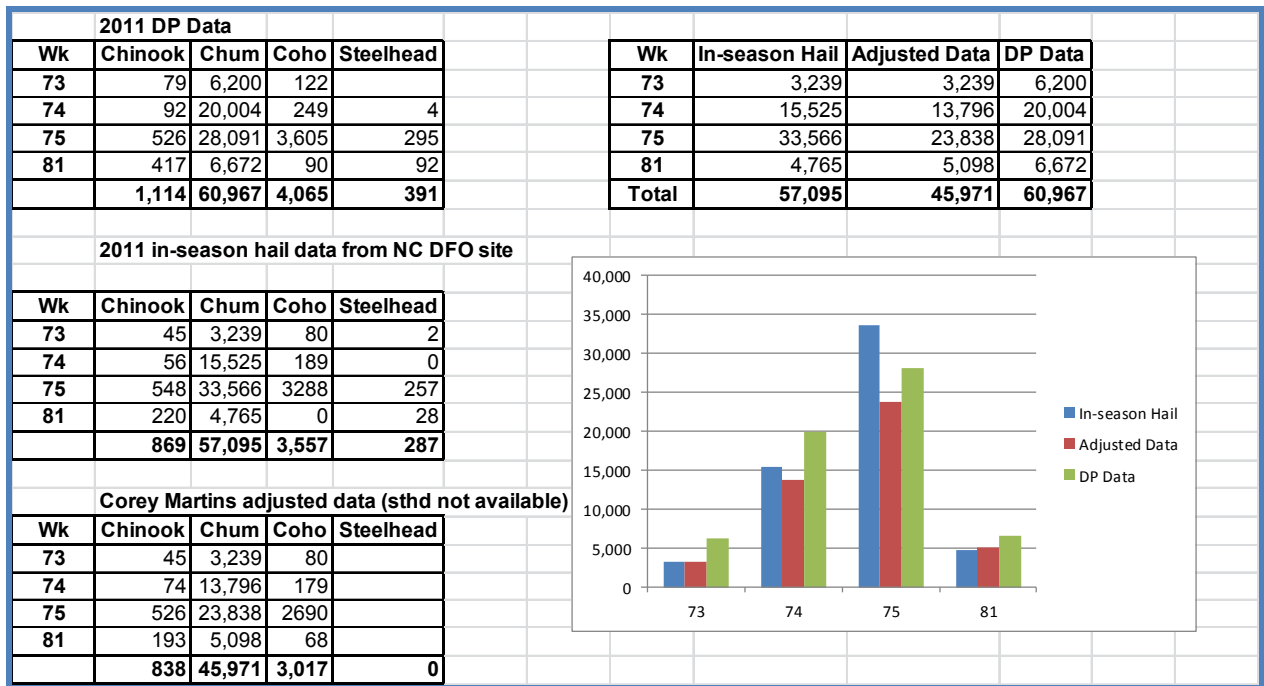 2011 DP Data
Wk Chinook Chum Coho Steelhead
73 79 6,200 122
74 92 20,004 249 4
75 526 28,091 3,605 295
81 417 6,672 90 92
1,114 60,967 4,065 391
Wk In-season Hail Adjusted Data DP Data
73 3,239 3,239 6,200
74 15,525 13,796 20,004
75 33,566 23,838 28,091
81 4,765 5,098 6,672
Total 57,095 45,971 60,967
2011 in-season hail data from NC DFO site
Wk Chinook Chum Coho Steelhead
73 45 3,239 80 2
74 56 15,525 189 0
75 548 33,566 3288 257
81 220 4,765 0 28
869 57,095 3,557 287
Corey Martins adjusted data (sthd not available)
Wk Chinook Chum Coho Steelhead
73 45 3,239 80
74 74 13,796 179
75 526 23,838 2690
81 193 5,098 68
838 45,971 3,017 0
40,000
35,000
30,000
25,000
20,000
15,000
10,000
5,000
0
73 74 75 81
In-season Hail
Adjusted Data
DP Data